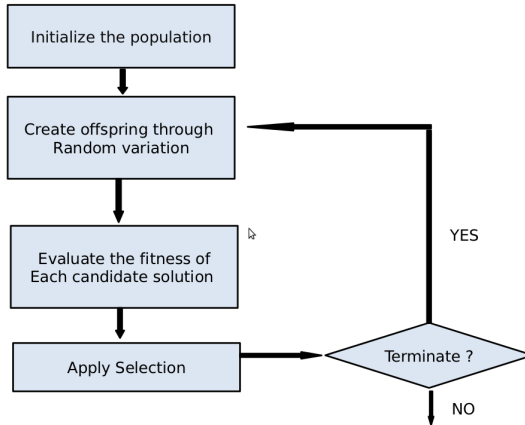 Initialize the population
Create offspring through
Random variation
Evaluate the fitness of
Each candidate solution
Apply Selection
Terminate ?
YES
NO